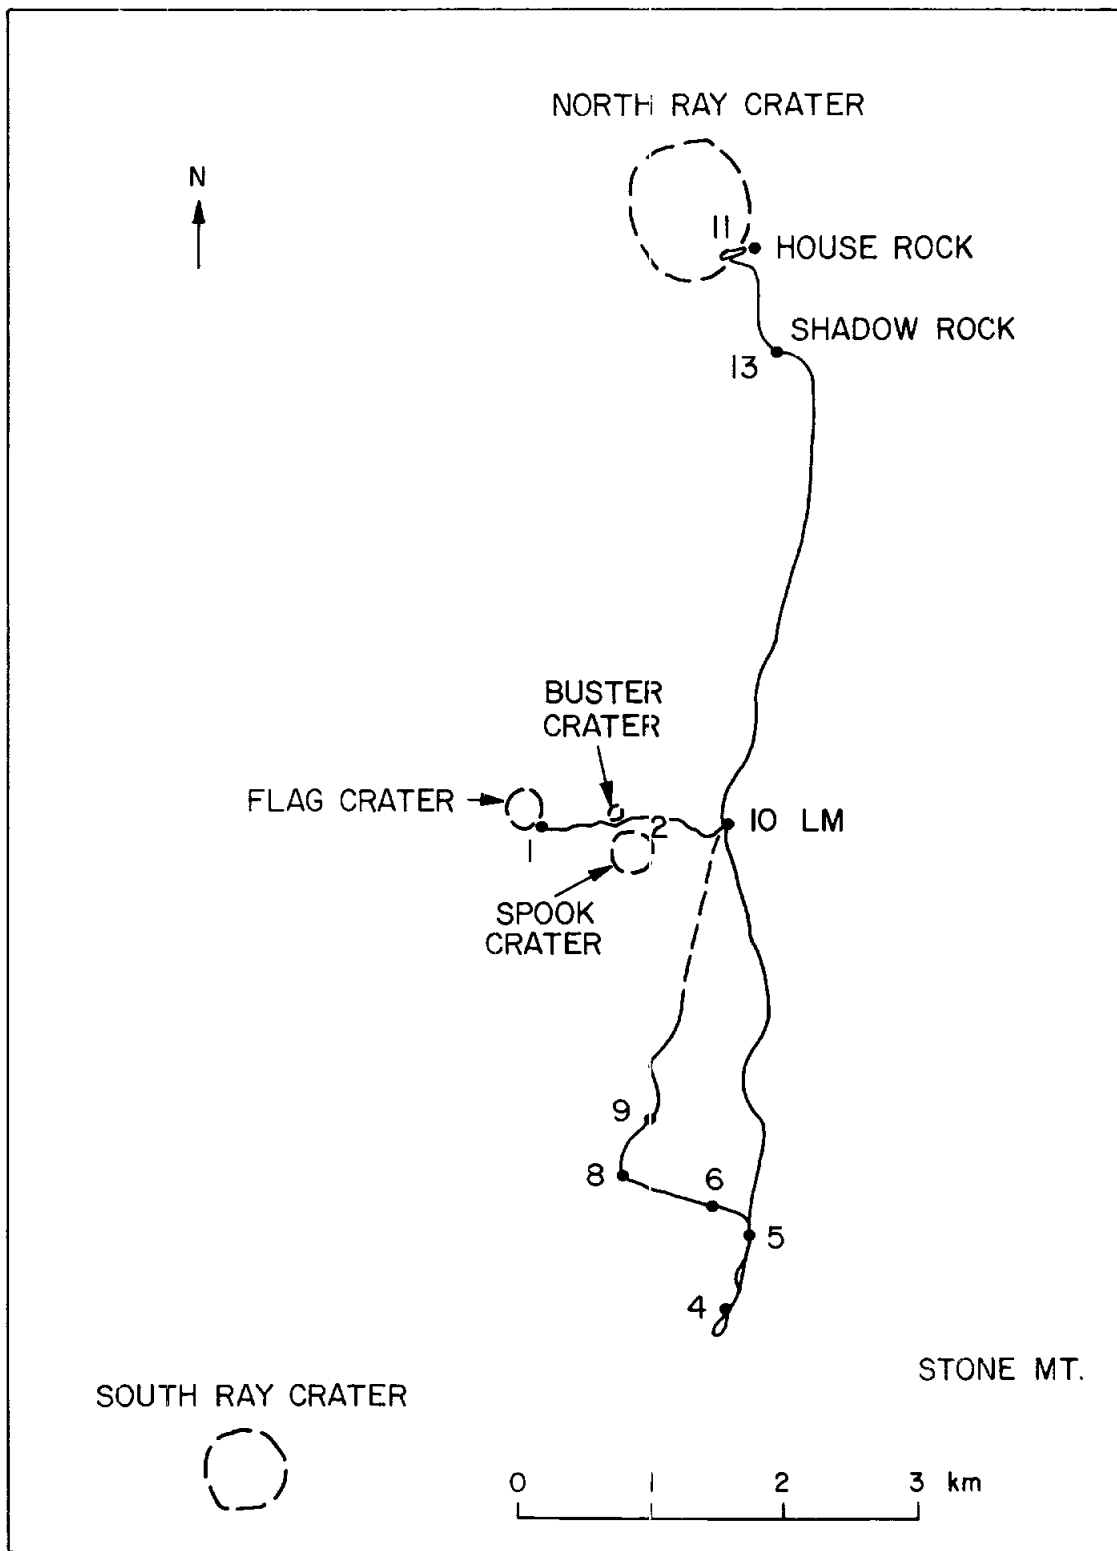 NORTH RAY CRATER
N
11
HOUSE ROCK
SHADOW ROCK
13
BUSTER
CRATER
FLAG CRATER
2
10 LM
1
SPOOK
CRATER
9
8
6
5
4
STONE MT.
SOUTH RAY CRATER
0 1 2 3 km